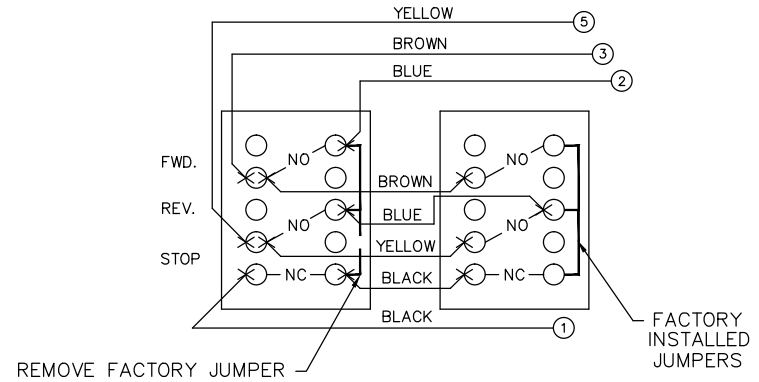 YELLOW
5
BROWN
3
BLUE
2
FWD.
NO
NO
BROWN
REV.
BLUE
NO
NO
YELLOW
STOP
NC
BLACK
NC
BLACK
1
FACTORY
INSTALLED
JUMPERS
REMOVE FACTORY JUMPER